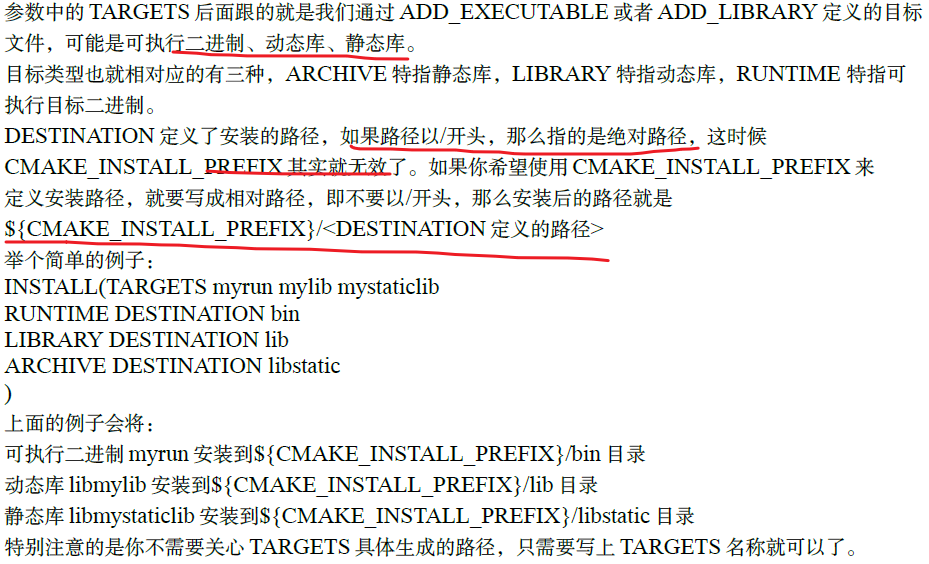 参数中的 TARGETS 后面跟的就是我们通过 ADD_EXECUTABLE 或者 ADD_LIBRARY 定义的目标
文件，可能是可执行二进制、动态库、静态库。
目标类型也就相对应的有三种，ARCHIVE 特指静态库，LIBRARY 特指动态库，RUNTIME 特指可
执行目标二进制。
DESTINATION 定义了安装的路径，如果路径以/开头，那么指的是绝对路径，这时候
CMAKE_INSTALL_PREFIX 其实就无效了。如果你希望使用 CMAKE_INSTALL_PREFIX 来
定义安装路径，就要写成相对路径，即不要以/开头，那么安装后的路径就是
${CMAKE_INSTALL_PREFIX}/<DESTINATION 定义的路径>
举个简单的例子：
INSTALL(TARGETS myrun mylib mystaticlib
RUNTIME DESTINATION bin
LIBRARY DESTINATION lib
ARCHIVE DESTINATION libstatic
)
上面的例子会将：
可执行二进制 myrun 安装到${CMAKE_INSTALL_PREFIX}/bin 目录
动态库 libmylib 安装到${CMAKE_INSTALL_PREFIX}/lib 目录
静态库 libmystaticlib 安装到${CMAKE_INSTALL_PREFIX}/libstatic 目录
特别注意的是你不需要关心 TARGETS 具体生成的路径，只需要写上 TARGETS 名称就可以了。